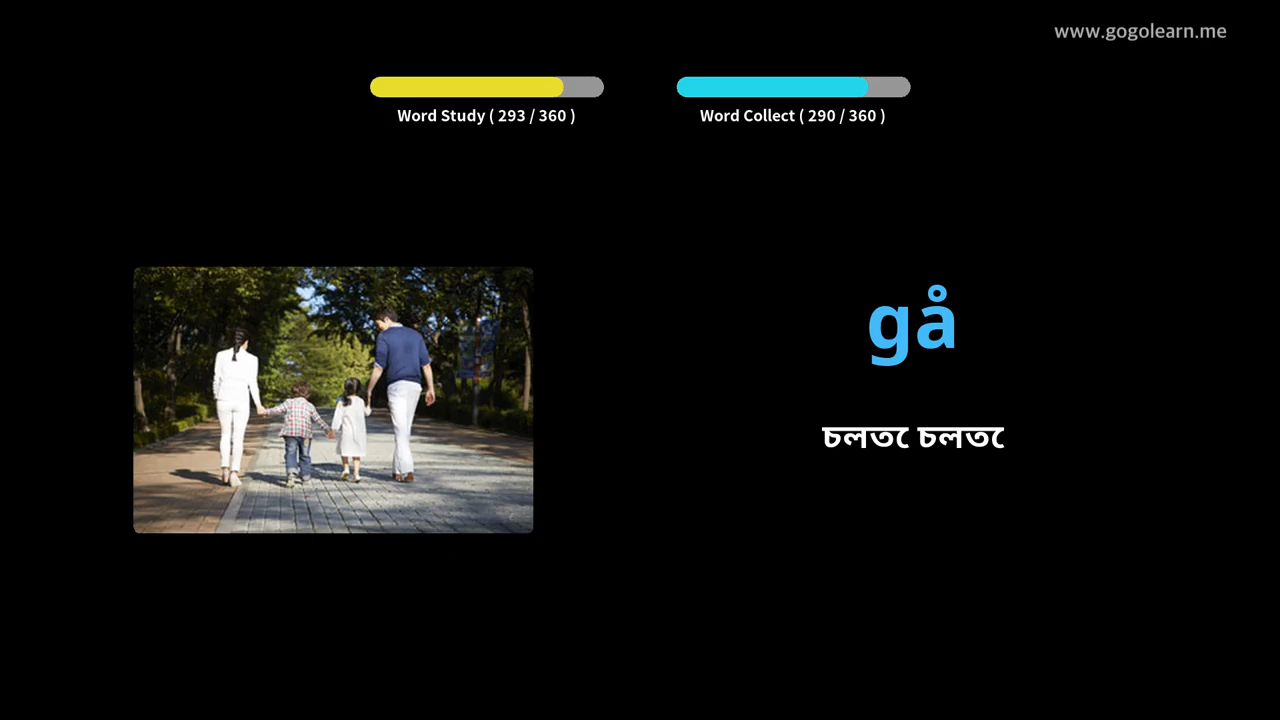 www.gogolearn.me
Word Study ( 293 / 360 )
Word Collect ( 290 / 360 )
gå
চলতে চলতে